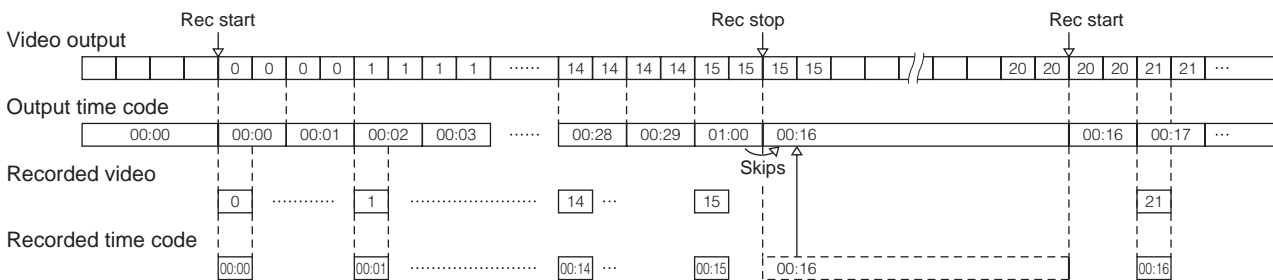 Rec start Rec stop Rec start
Video output
0 0 0 0 1 1 1 1 ······ 14 14 14 14 15 15 15 15 20 20 20 20 21 21 ···
Output time code
00:00 00:00 00:01 00:02 00:03 ······ 00:28 00:29 01:00 00:16 00:16 00:17 ···
Skips
Recorded video
0 ··········· 1 ······················ 14 ··· 15 21
Recorded time code
00:00 00:01 ······················ 00:14 ··· 00:15 00:16 00:16